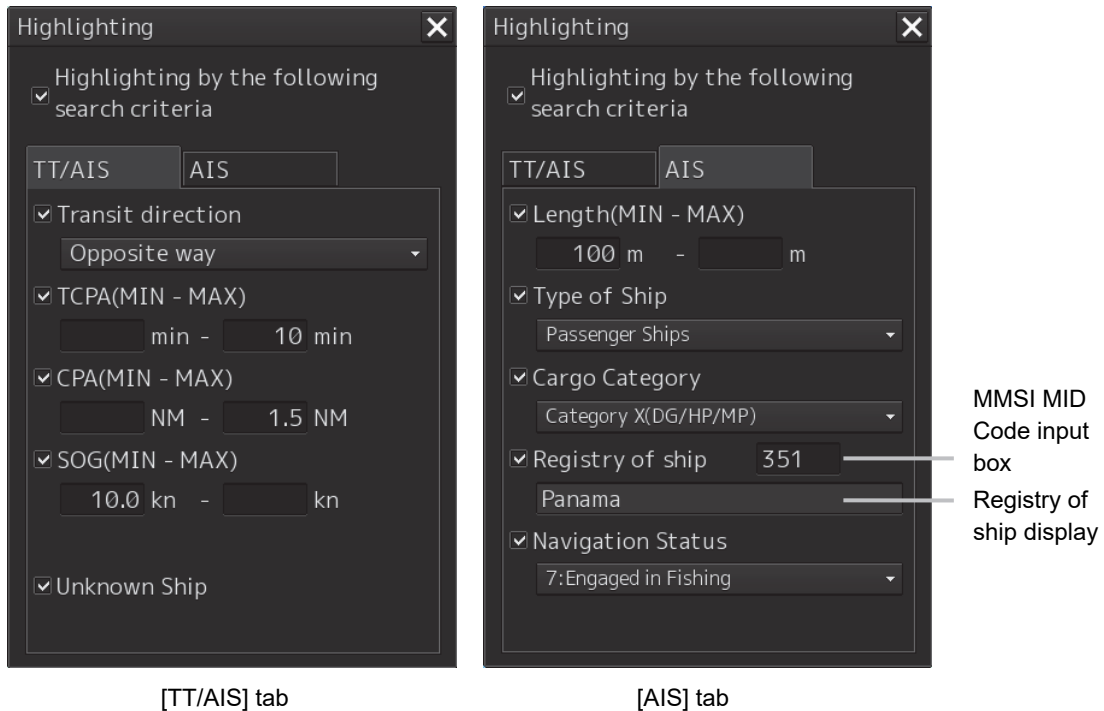 Highlighting
Highlighting by the following
search criteria
TT/AIS AIS
Transit direction
Opposite way
TCPA(MIN - MAX)
min - 10 min
CPA(MIN - MAX)
NM - 1.5 NM
SOG(MIN - MAX)
10.0 kn - kn
Unknown Ship
[TT/AIS] tab
Highlighting
Highlighting by the following
search criteria
TT/AIS AIS
Length(MIN - MAX)
100 m - m
Type of Ship
Passenger Ships
Cargo Category
Category X(DG/HP/MP)
Registry of ship 351
Panama
Navigation Status
7:Engaged in Fishing
[AIS] tab
MMSI MID
Code input
box
Registry of
ship display